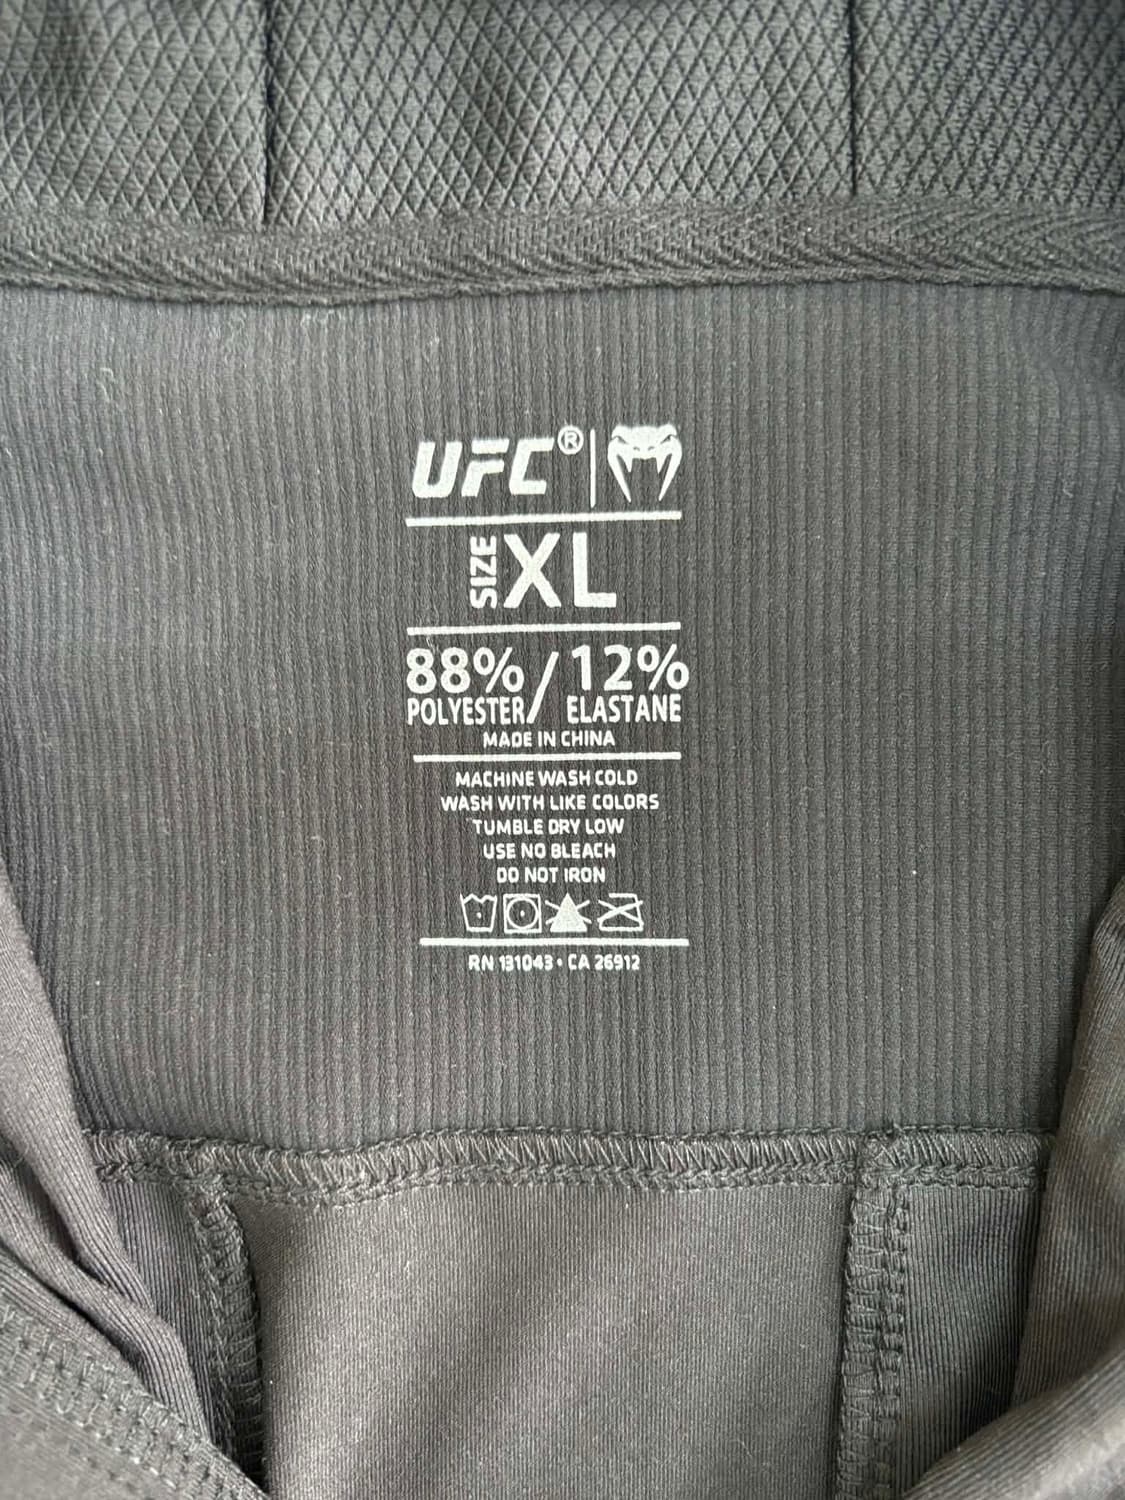 UFC®
SIZE XL
88% / 12%
POLYESTER ELASTANE
MADE IN CHINA
MACHINE WASH COLD
WASH WITH LIKE COLORS
TUMBLE DRY LOW
USE NO BLEACH
DO NOT IRON
RN 131043 • CA 26912